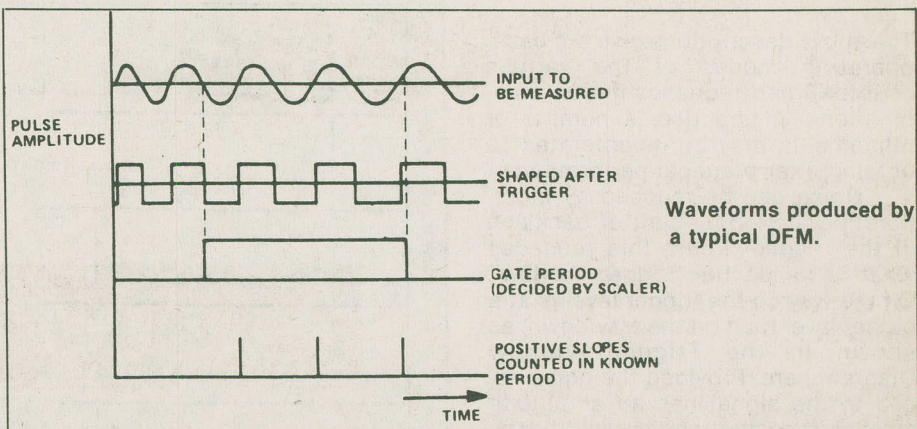 INPUT TO
BE MEASURED
PULSE
AMPLITUDE
SHAPED AFTER
TRIGGER
Waveforms produced by
a typical DFM.
GATE PERIOD
(DECIDED BY SCALER)
POSITIVE SLOPES
COUNTED IN KNOWN
PERIOD
TIME